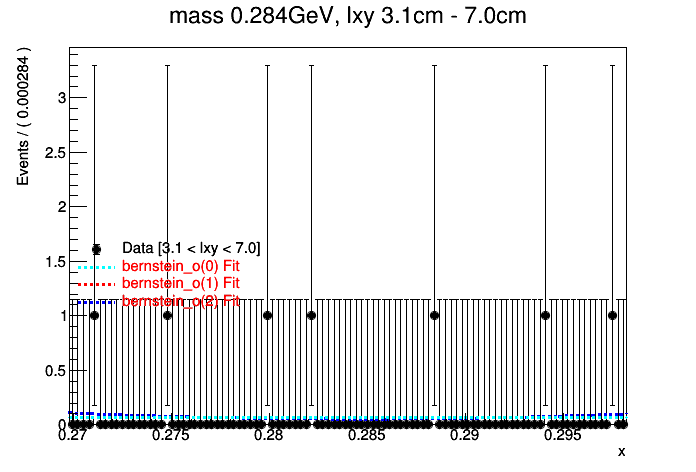 mass 0.284GeV, lxy 3.1cm - 7.0cm
Events / ( 0.000284 )
3
2.5
2
1.5
1
0.5
0
Data [3.1 < lxy < 7.0]
bernstein_o(0) Fit
bernstein_o(1) Fit
bernstein_o(2) Fit
0.27 0.275 0.28 0.285 0.29 0.295
x